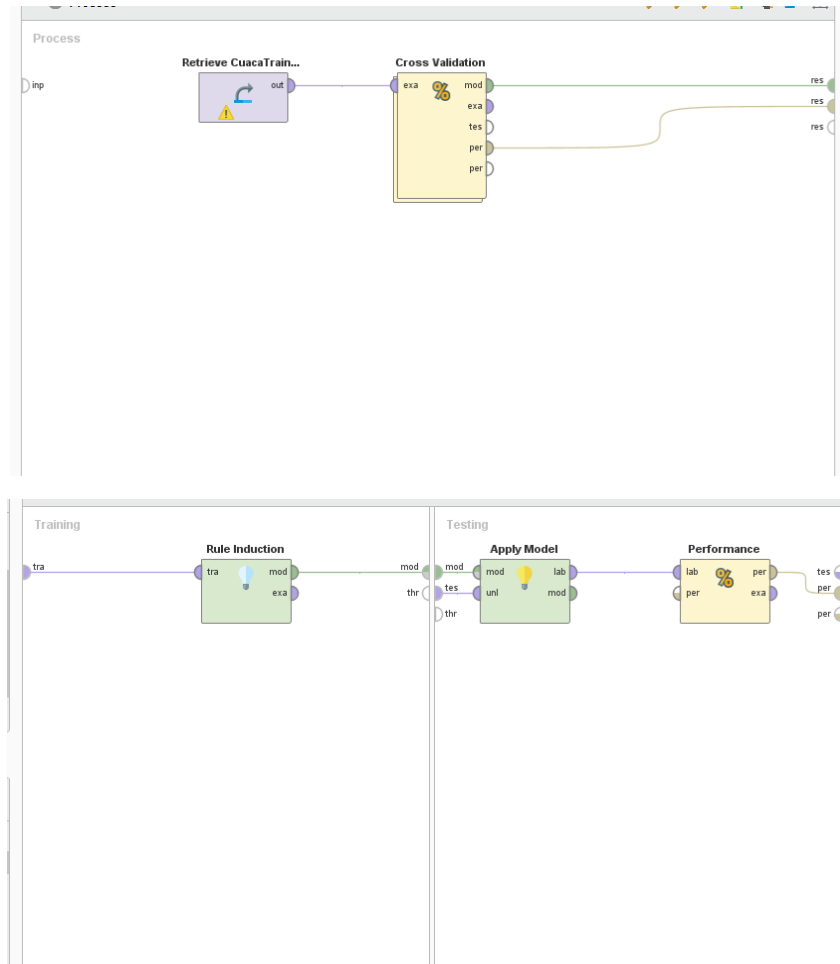 Process
Retrieve CuacaTrain...
Cross Validation
inp
out
exa
mod
exa
tes
per
per
res
res
res
Training
Testing
Rule Induction
Apply Model
Performance
tra
tra
mod
exa
mod
thr
mod
tes
thr
mod
unl
lab
mod
lab
per
per
exa
tes
per
per